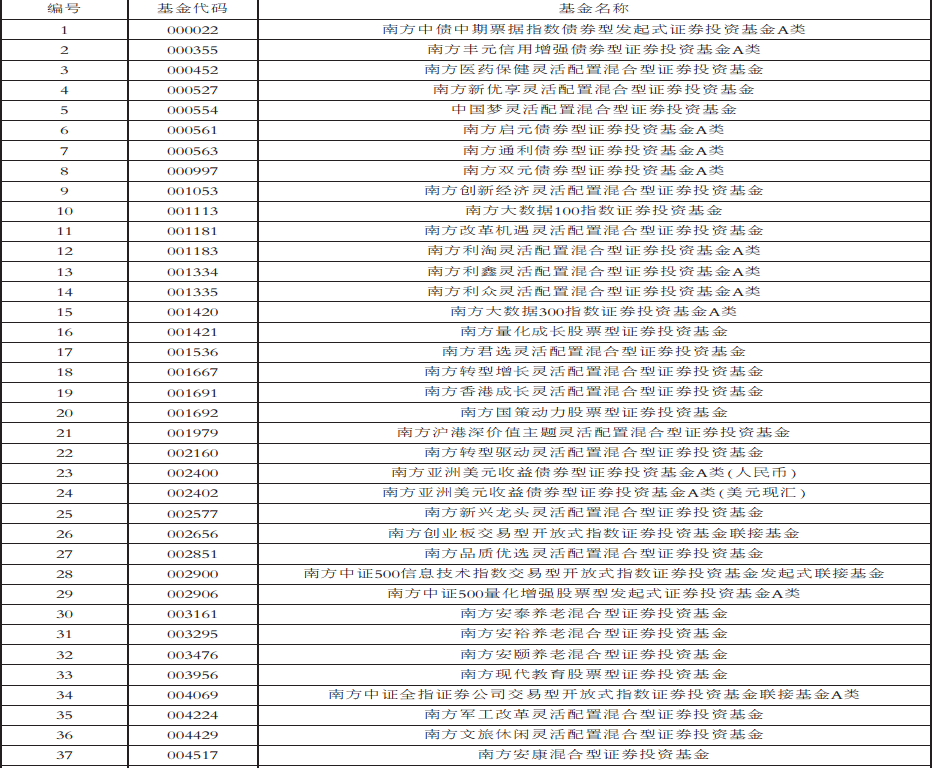 编号 基金代码 基金名称
1 000022 南方中债中期票据指数债券型发起式证券投资基金A类
2 000355 南方丰元信用增强债券型证券投资基金A类
3 000452 南方医药保健灵活配置混合型证券投资基金
4 000527 南方新优享灵活配置混合型证券投资基金
5 000554 中国梦灵活配置混合型证券投资基金
6 000561 南方启元债券型证券投资基金A类
7 000563 南方通利债券型证券投资基金A类
8 000997 南方双元债券型证券投资基金A类
9 001053 南方创新经济灵活配置混合型证券投资基金
10 001113 南方大数据100指数证券投资基金
11 001181 南方改革机遇灵活配置混合型证券投资基金
12 001183 南方利淘灵活配置混合型证券投资基金A类
13 001334 南方利鑫灵活配置混合型证券投资基金A类
14 001335 南方利众灵活配置混合型证券投资基金A类
15 001420 南方大数据300指数证券投资基金A类
16 001421 南方量化成长股票型证券投资基金
17 001536 南方君选灵活配置混合型证券投资基金
18 001667 南方转型增长灵活配置混合型证券投资基金
19 001691 南方香港成长灵活配置混合型证券投资基金
20 001692 南方国策动力股票型证券投资基金
21 001979 南方沪港深价值主题灵活配置混合型证券投资基金
22 002160 南方转型驱动灵活配置混合型证券投资基金
23 002400 南方亚洲美元收益债券型证券投资基金A类(人民币)
24 002402 南方亚洲美元收益债券型证券投资基金A类(美元现汇)
25 002577 南方新兴龙头灵活配置混合型证券投资基金
26 002656 南方创业板交易型开放式指数证券投资基金联接基金
27 002851 南方品质优选灵活配置混合型证券投资基金
28 002900 南方中证500信息技术指数交易型开放式指数证券投资基金发起式联接基金
29 002906 南方中证500量化增强股票型发起式证券投资基金A类
30 003161 南方安泰养老混合型证券投资基金
31 003295 南方安裕养老混合型证券投资基金
32 003476 南方安颐养老混合型证券投资基金
33 003956 南方现代教育股票型证券投资基金
34 004069 南方中证全指证券公司交易型开放式指数证券投资基金联接基金A类
35 004224 南方军工改革灵活配置混合型证券投资基金
36 004429 南方文旅休闲灵活配置混合型证券投资基金
37 004517 南方安康混合型证券投资基金